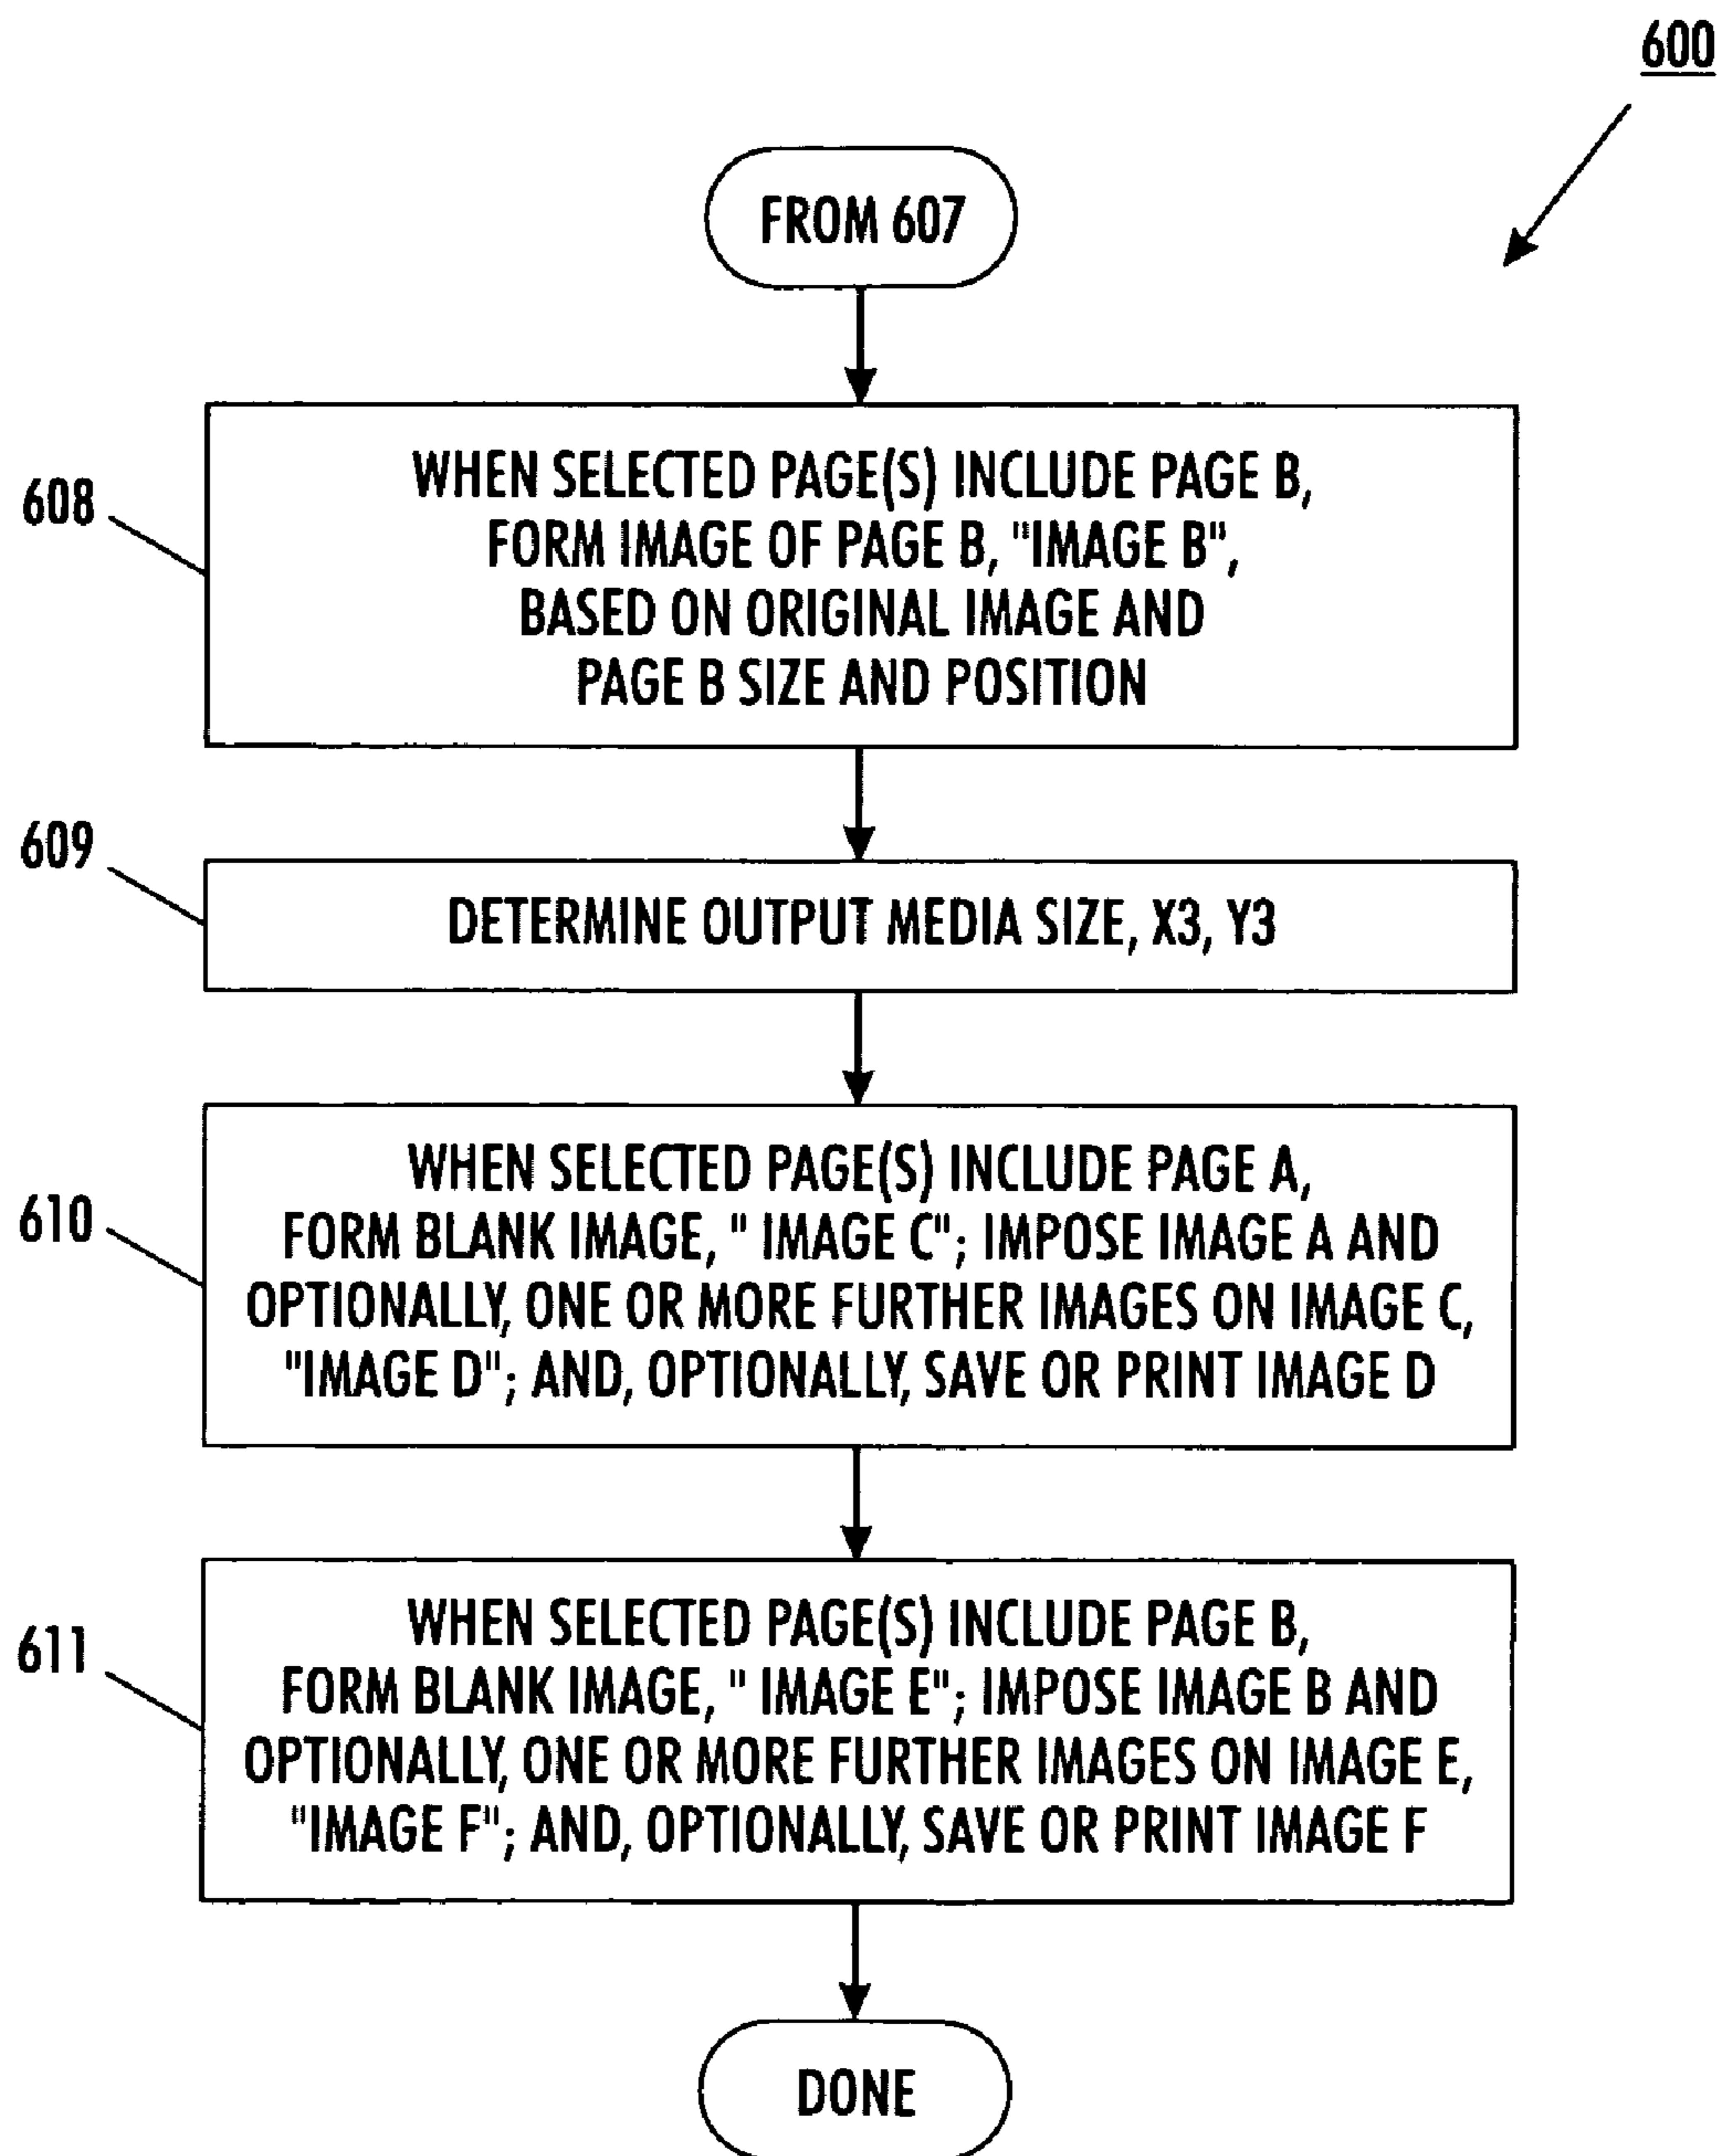 600
FROM 607
608
WHEN SELECTED PAGE(S) INCLUDE PAGE B,
FORM IMAGE OF PAGE B, "IMAGE B",
BASED ON ORIGINAL IMAGE AND
PAGE B SIZE AND POSITION
609
DETERMINE OUTPUT MEDIA SIZE, X3, Y3
610
WHEN SELECTED PAGE(S) INCLUDE PAGE A,
FORM BLANK IMAGE, " IMAGE C"; IMPOSE IMAGE A AND
OPTIONALLY, ONE OR MORE FURTHER IMAGES ON IMAGE C,
"IMAGE D"; AND, OPTIONALLY, SAVE OR PRINT IMAGE D
611
WHEN SELECTED PAGE(S) INCLUDE PAGE B,
FORM BLANK IMAGE, " IMAGE E"; IMPOSE IMAGE B AND
OPTIONALLY, ONE OR MORE FURTHER IMAGES ON IMAGE E,
"IMAGE F"; AND, OPTIONALLY, SAVE OR PRINT IMAGE F
DONE